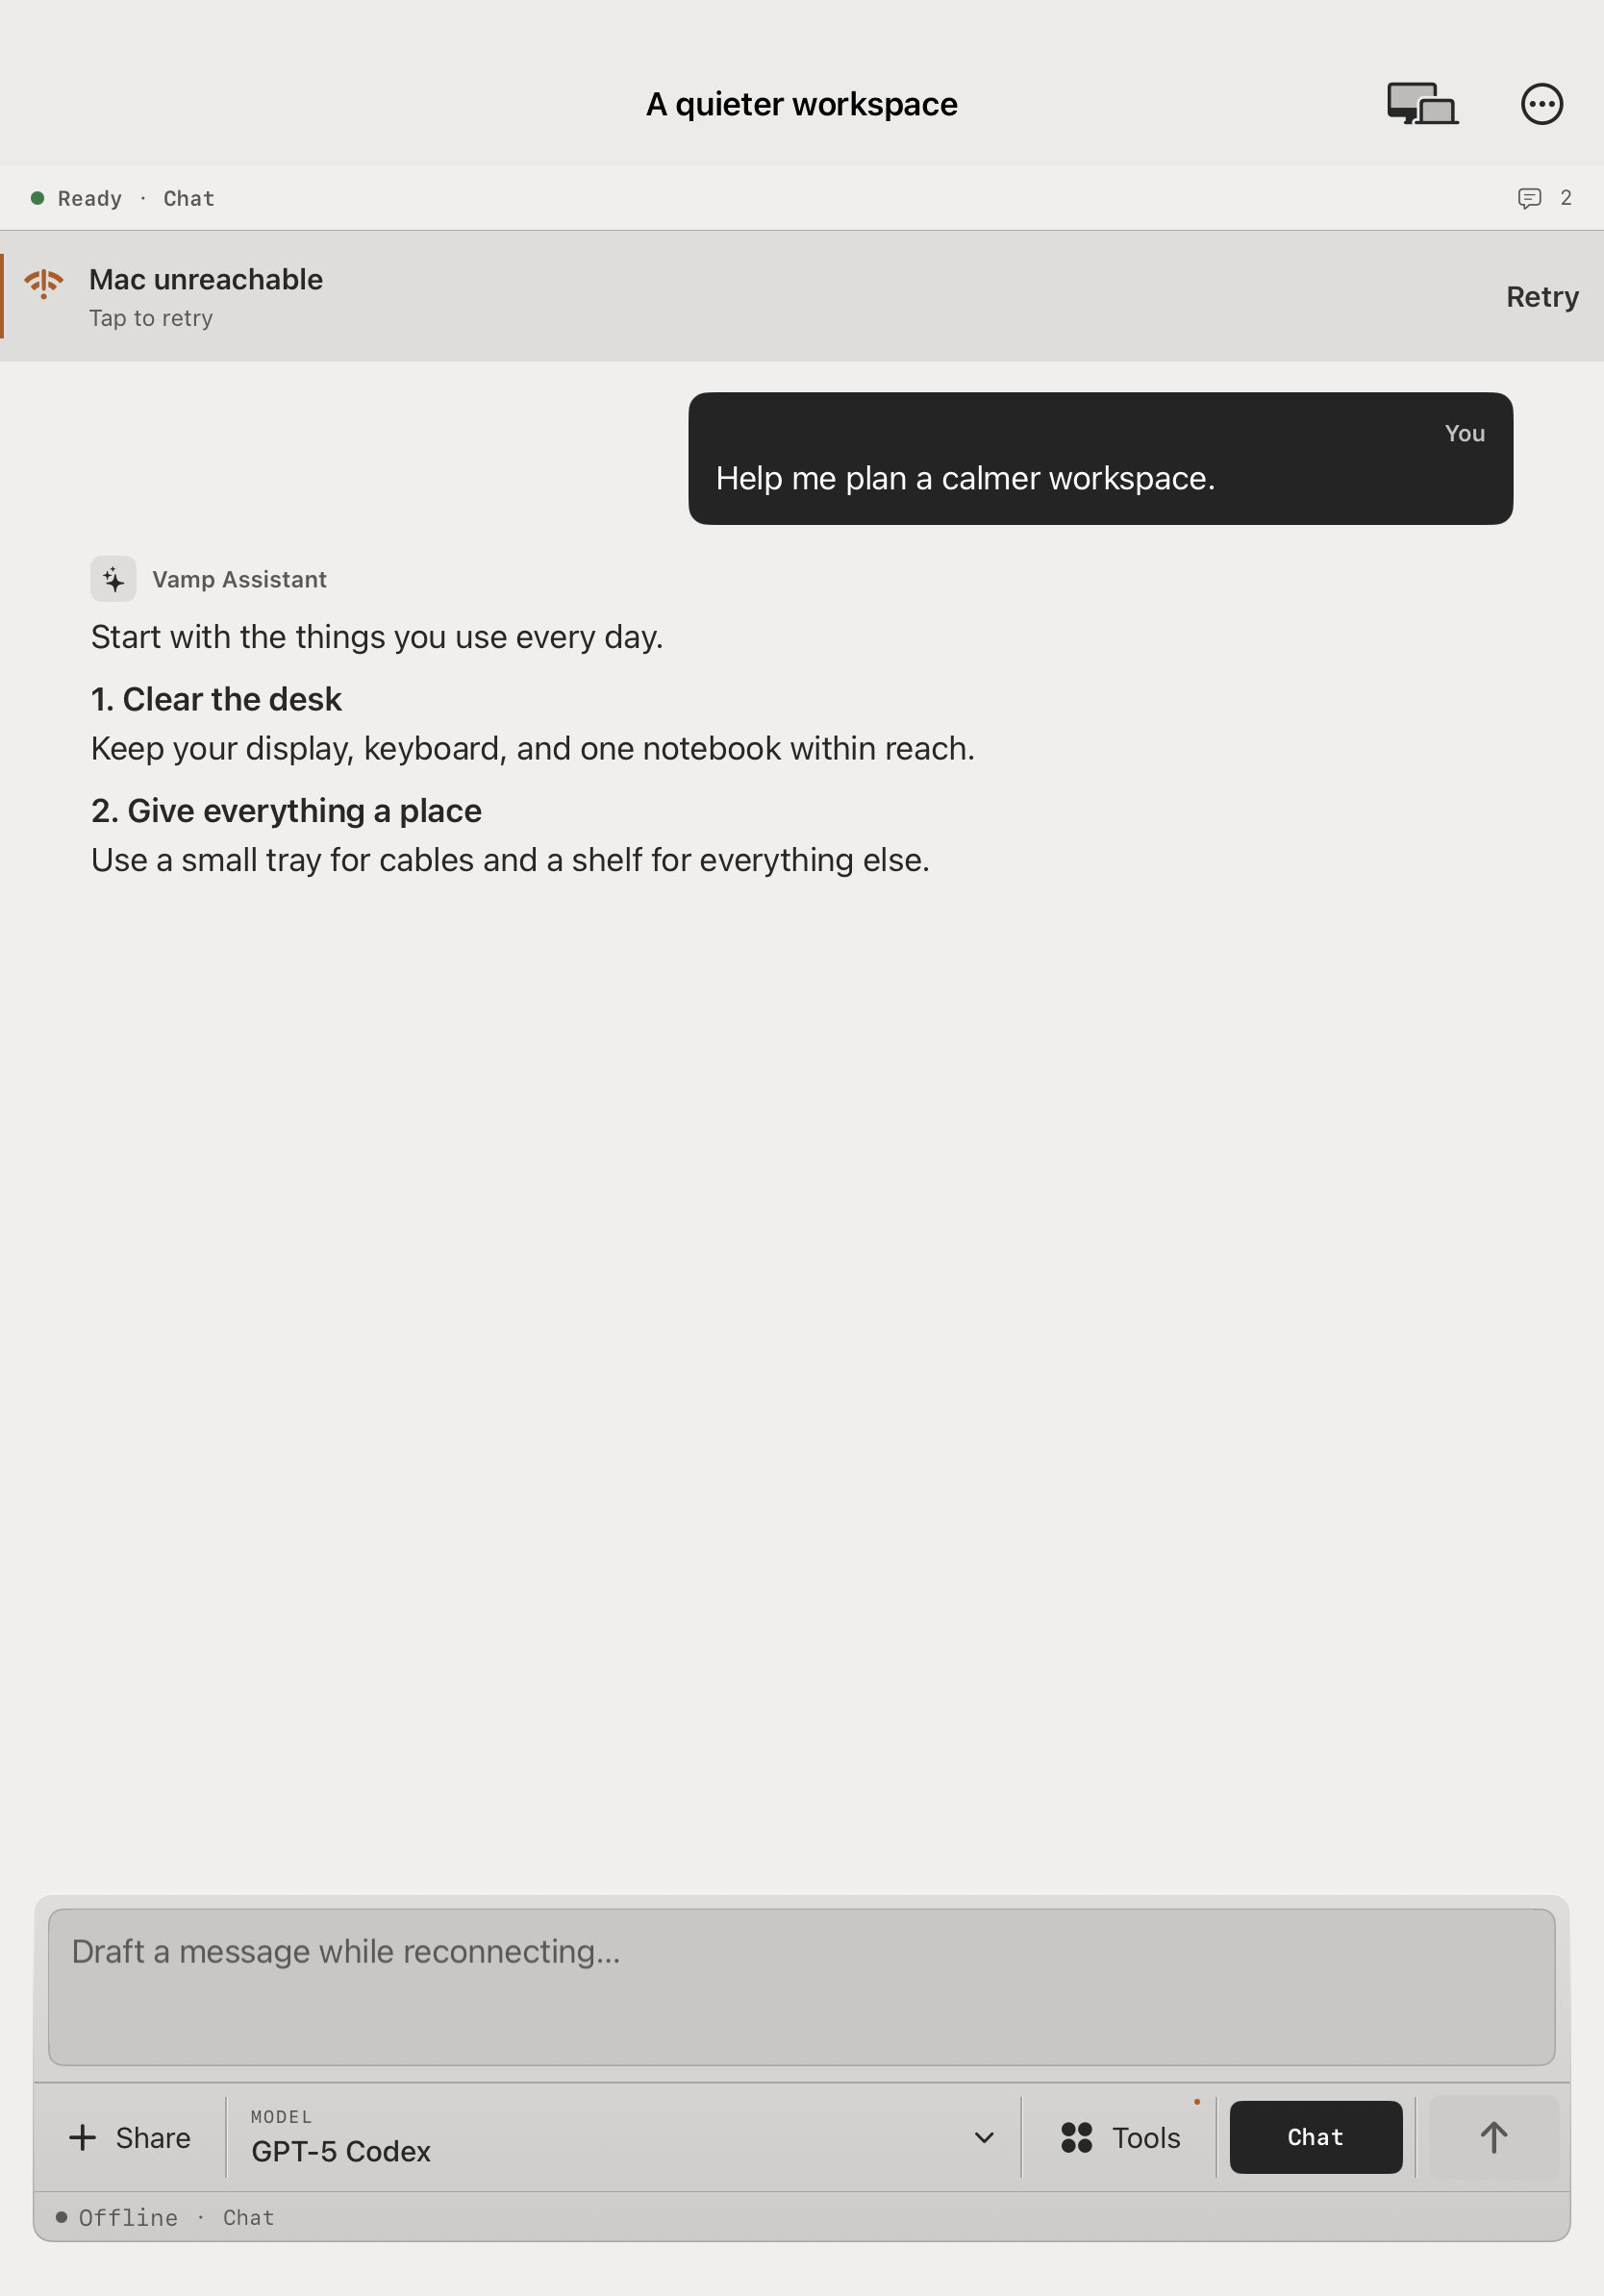 A quieter workspace
Ready · Chat
2
Mac unreachable
Tap to retry
Retry
You
Help me plan a calmer workspace.
Vamp Assistant
Start with the things you use every day.
1. Clear the desk
Keep your display, keyboard, and one notebook within reach.
2. Give everything a place
Use a small tray for cables and a shelf for everything else.
Draft a message while reconnecting...
Share
MODEL
GPT-5 Codex
Tools
Chat
Offline · Chat